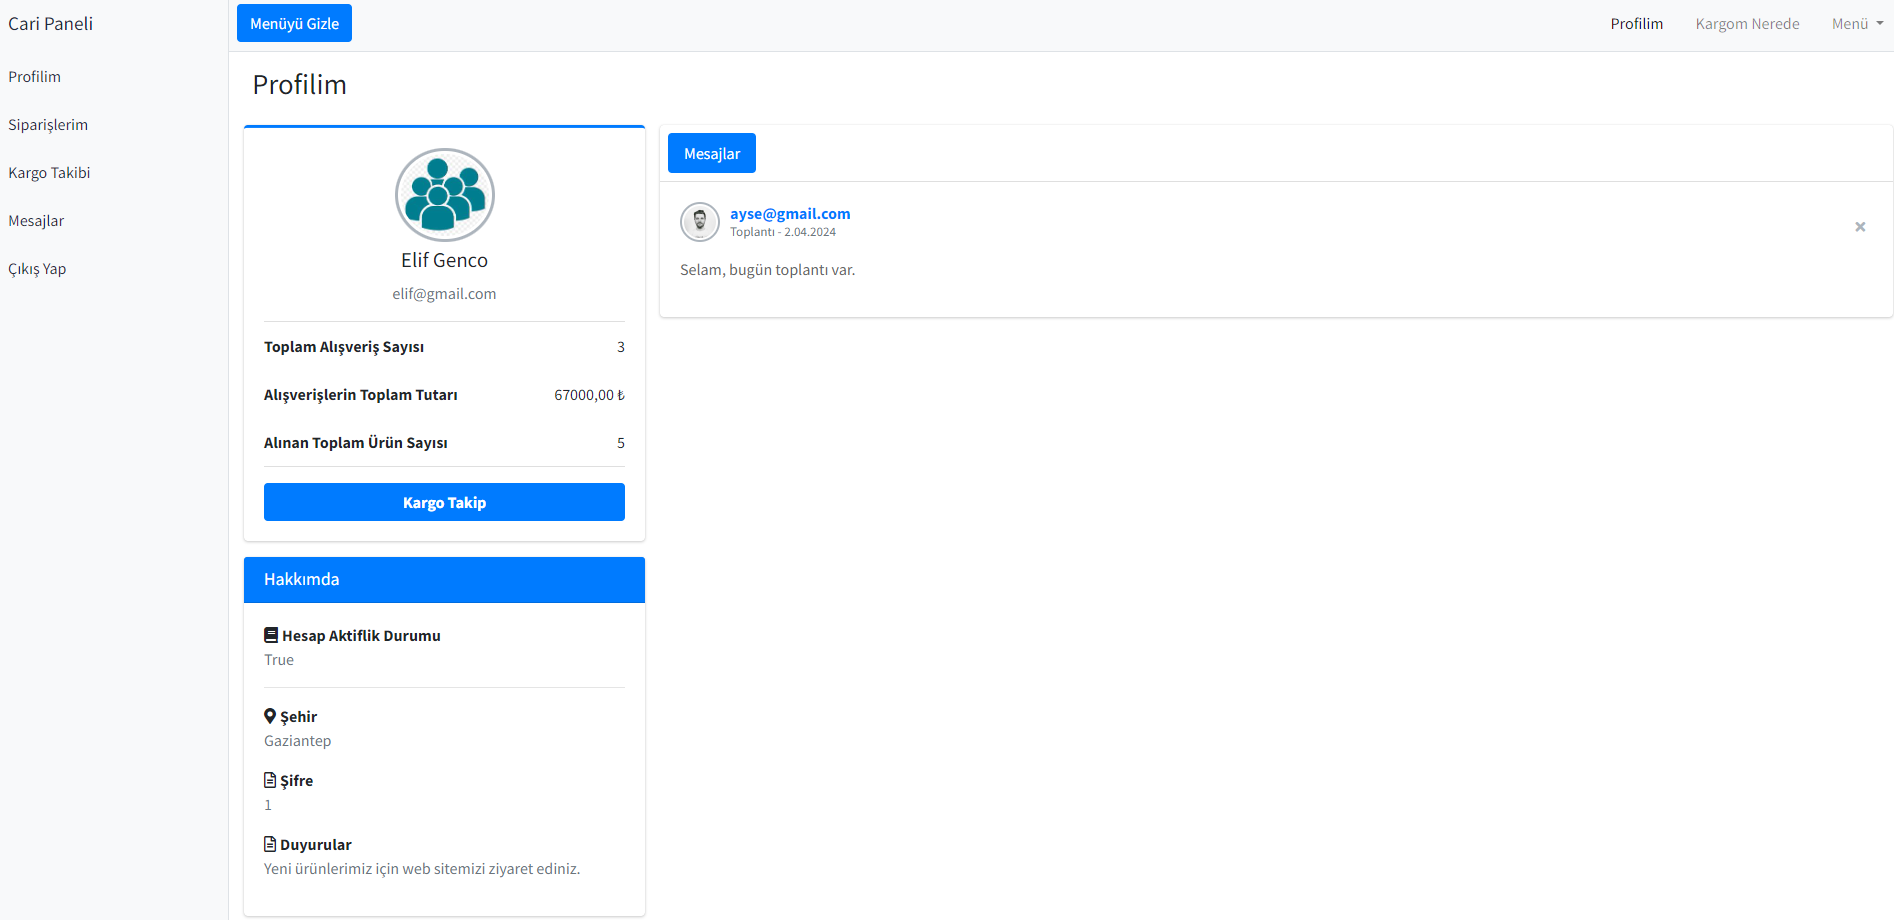 Cari Paneli
Profilim
Siparişlerim
Kargo Takibi
Mesajlar
Çıkış Yap
Menüyü Gizle
Profilim
Kargom Nerede
Menü
Profilim
Elif Genco
elif@gmail.com
Toplam Alışveriş Sayısı 3
Alışverişlerin Toplam Tutarı 67000,00 ₺
Alınan Toplam Ürün Sayısı 5
Kargo Takip
Hakkımda
Hesap Aktiflik Durumu
True
Şehir
Gaziantep
Şifre
1
Duyurular
Yeni ürünlerimiz için web sitemizi ziyaret ediniz.
Mesajlar
ayse@gmail.com
Toplantı - 2.04.2024
Selam, bugün toplantı var.